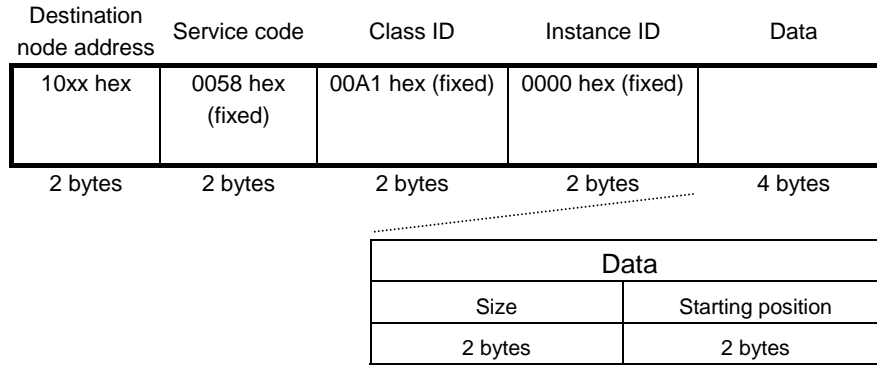 Destination
node address
Service code
Class ID
Instance ID
Data
10xx hex
0058 hex
(fixed)
00A1 hex (fixed)
0000 hex (fixed)
2 bytes
2 bytes
2 bytes
2 bytes
4 bytes
Data
Size
Starting position
2 bytes
2 bytes